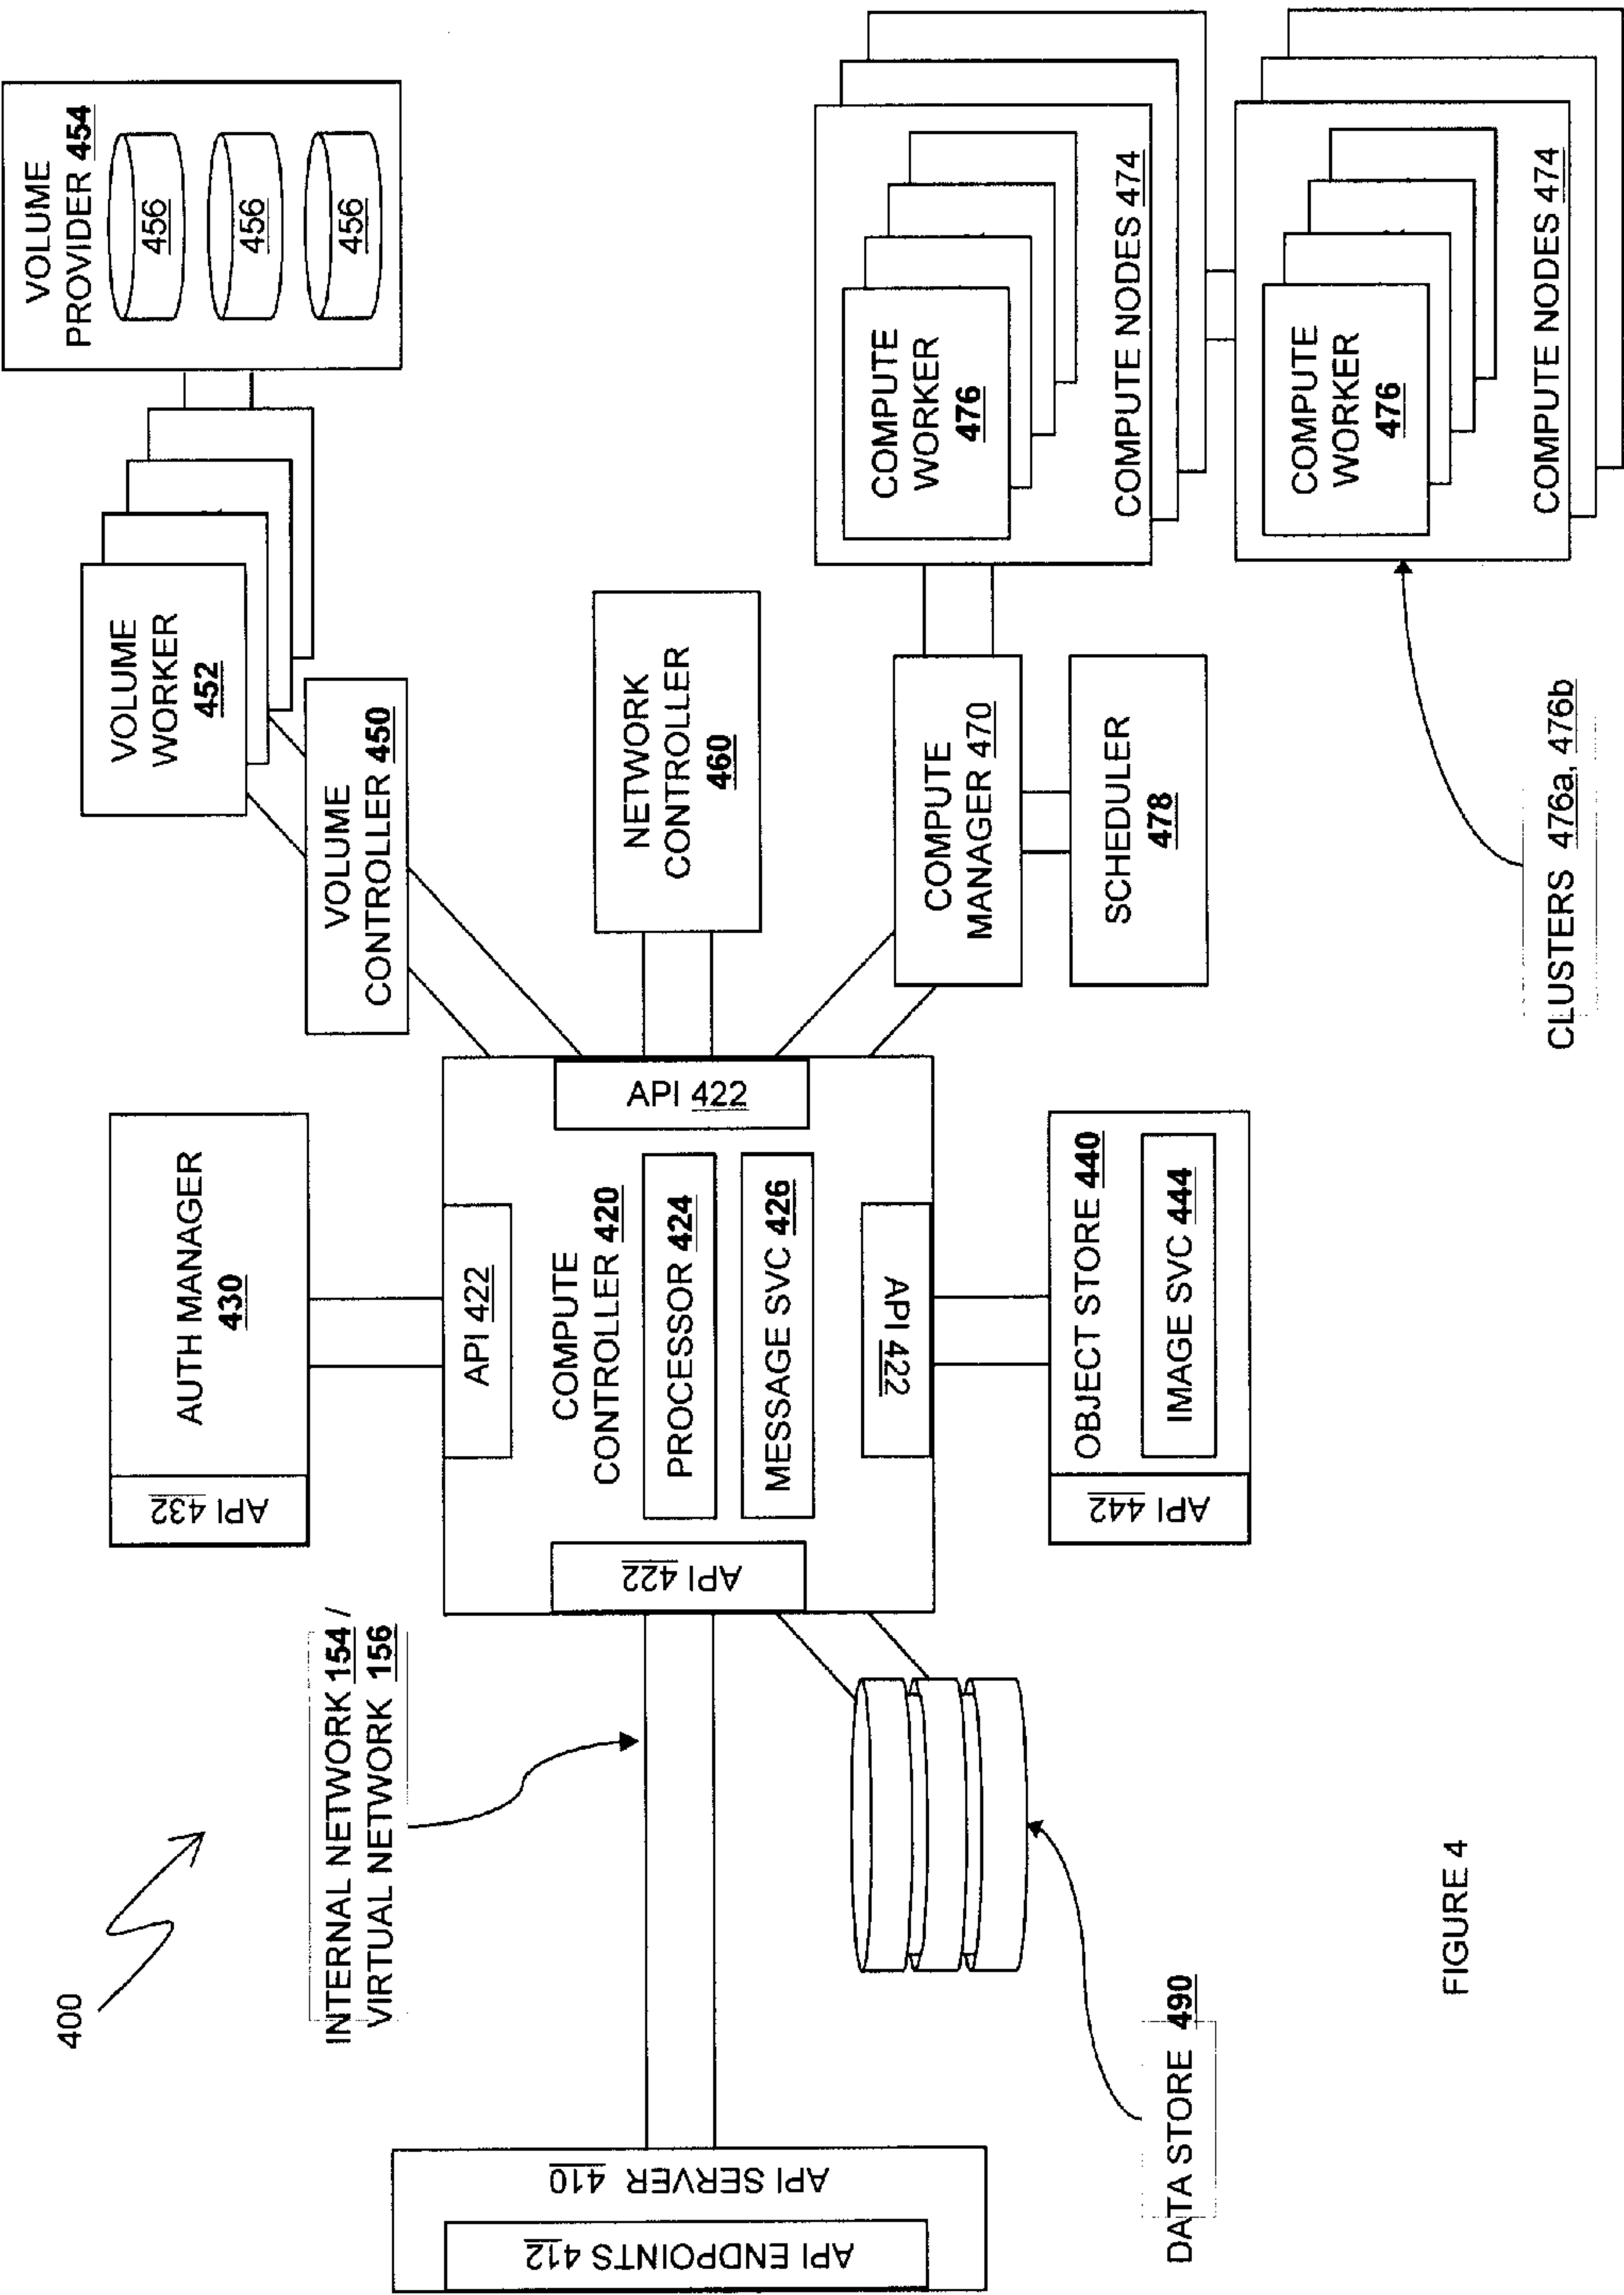 400
INTERNAL NETWORK 154 /
VIRTUAL NETWORK 156
API SERVER 410
API ENDPOINTS 412
DATA STORE 490
AUTH MANAGER
430
API 432
API 422
COMPUTE
CONTROLLER 420
PROCESSOR 424
MESSAGE SVC 426
API 422
API 422
API 422
OBJECT STORE 440
IMAGE SVC 444
API 442
VOLUME
CONTROLLER 450
VOLUME
WORKER
452
VOLUME
PROVIDER 454
456
456
456
NETWORK
CONTROLLER
460
COMPUTE
MANAGER 470
SCHEDULER
478
COMPUTE
WORKER
476
COMPUTE NODES 474
COMPUTE
WORKER
476
COMPUTE NODES 474
CLUSTERS 476a, 476b
FIGURE 4